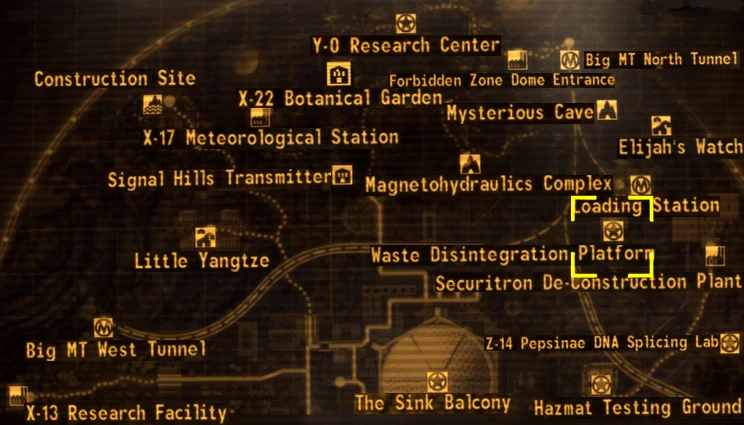 Y-0 Research Center
Big MT North Tunnel
Construction Site
Forbidden Zone Dome Entrance
X-22 Botanical Garden
Mysterious Cave
X-17 Meteorological Station
Elijah's Watch
Signal Hills Transmitter
Magnetohydraulics Complex
Loading Station
Little Yangtze
Waste Disintegration Platform
Securitron De-Construction Plant
Big MT West Tunnel
Z-14 Pepsinae DNA Splicing Lab
X-13 Research Facility
The Sink Balcony
Hazmat Testing Ground